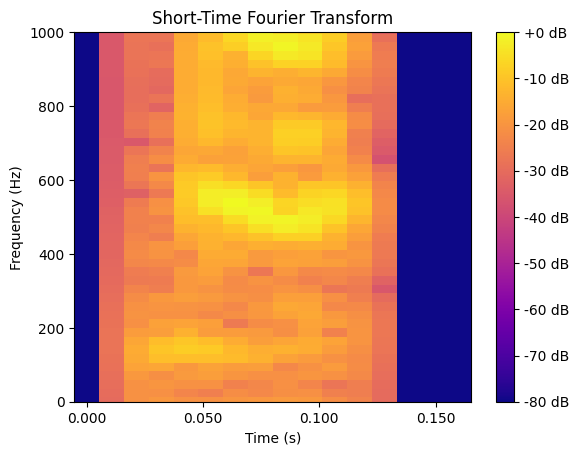 Short-Time Fourier Transform
1000
800
600
400
200
0
Frequency (Hz)
0.000
0.050
0.100
0.150
Time (s)
+0 dB
-10 dB
-20 dB
-30 dB
-40 dB
-50 dB
-60 dB
-70 dB
-80 dB